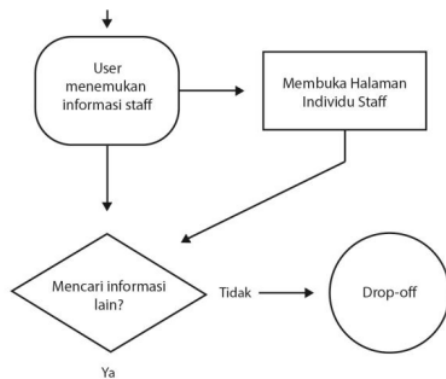 User
menemukan
informasi staff
Membuka Halaman
Individu Staff
Mencari informasi
lain?
Tidak
Drop-off
Ya